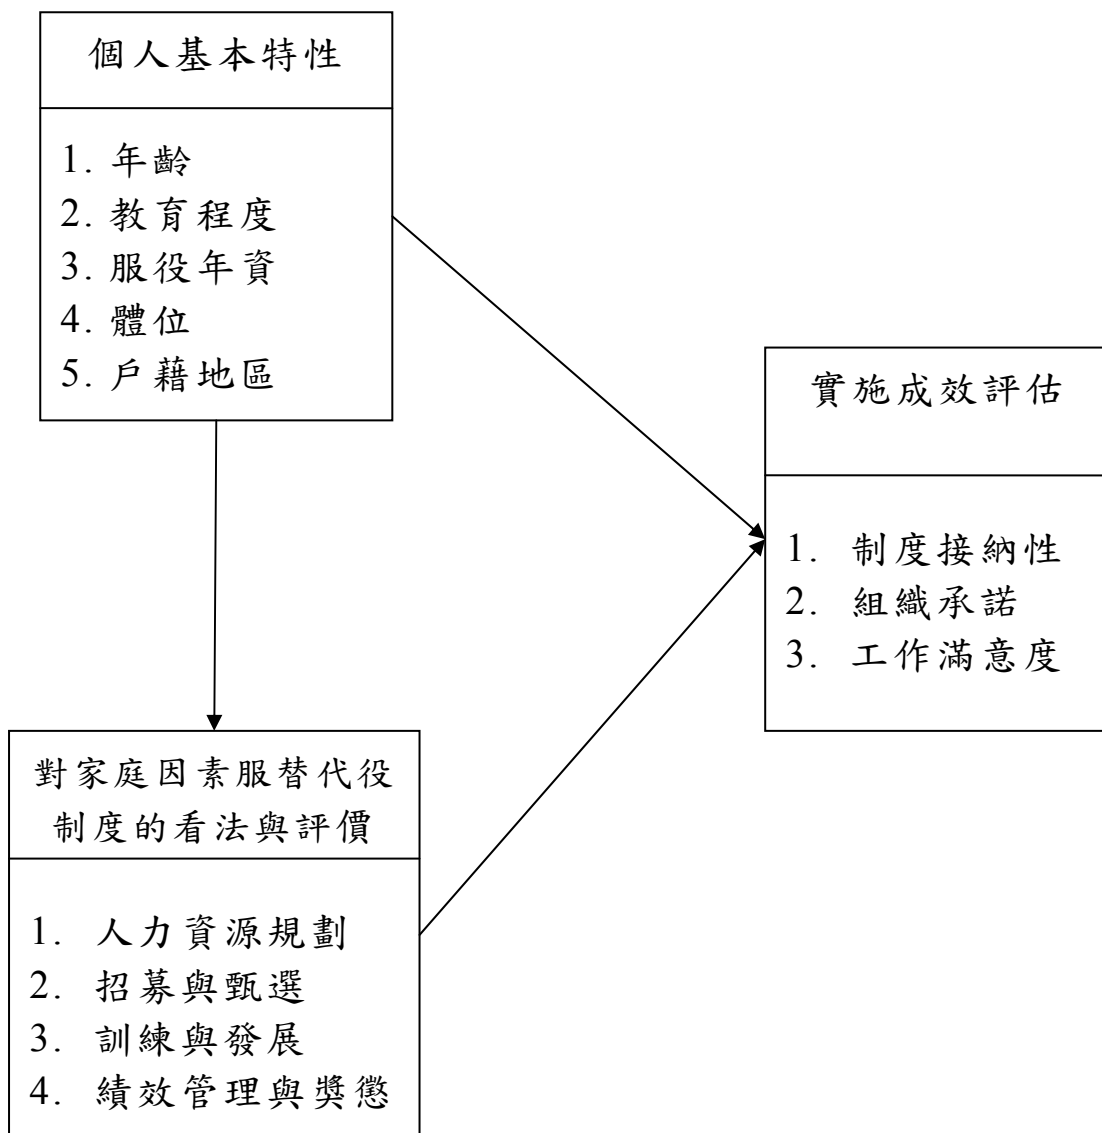 個人基本特性
1. 年齡
2. 教育程度
3. 服役年資
4. 體位
5. 戶藉地區
實施成效評估
1. 制度接納性
2. 組織承諾
3. 工作滿意度
對家庭因素服替代役
制度的看法與評價
1. 人力資源規劃
2. 招募與甄選
3. 訓練與發展
4. 績效管理與獎懲